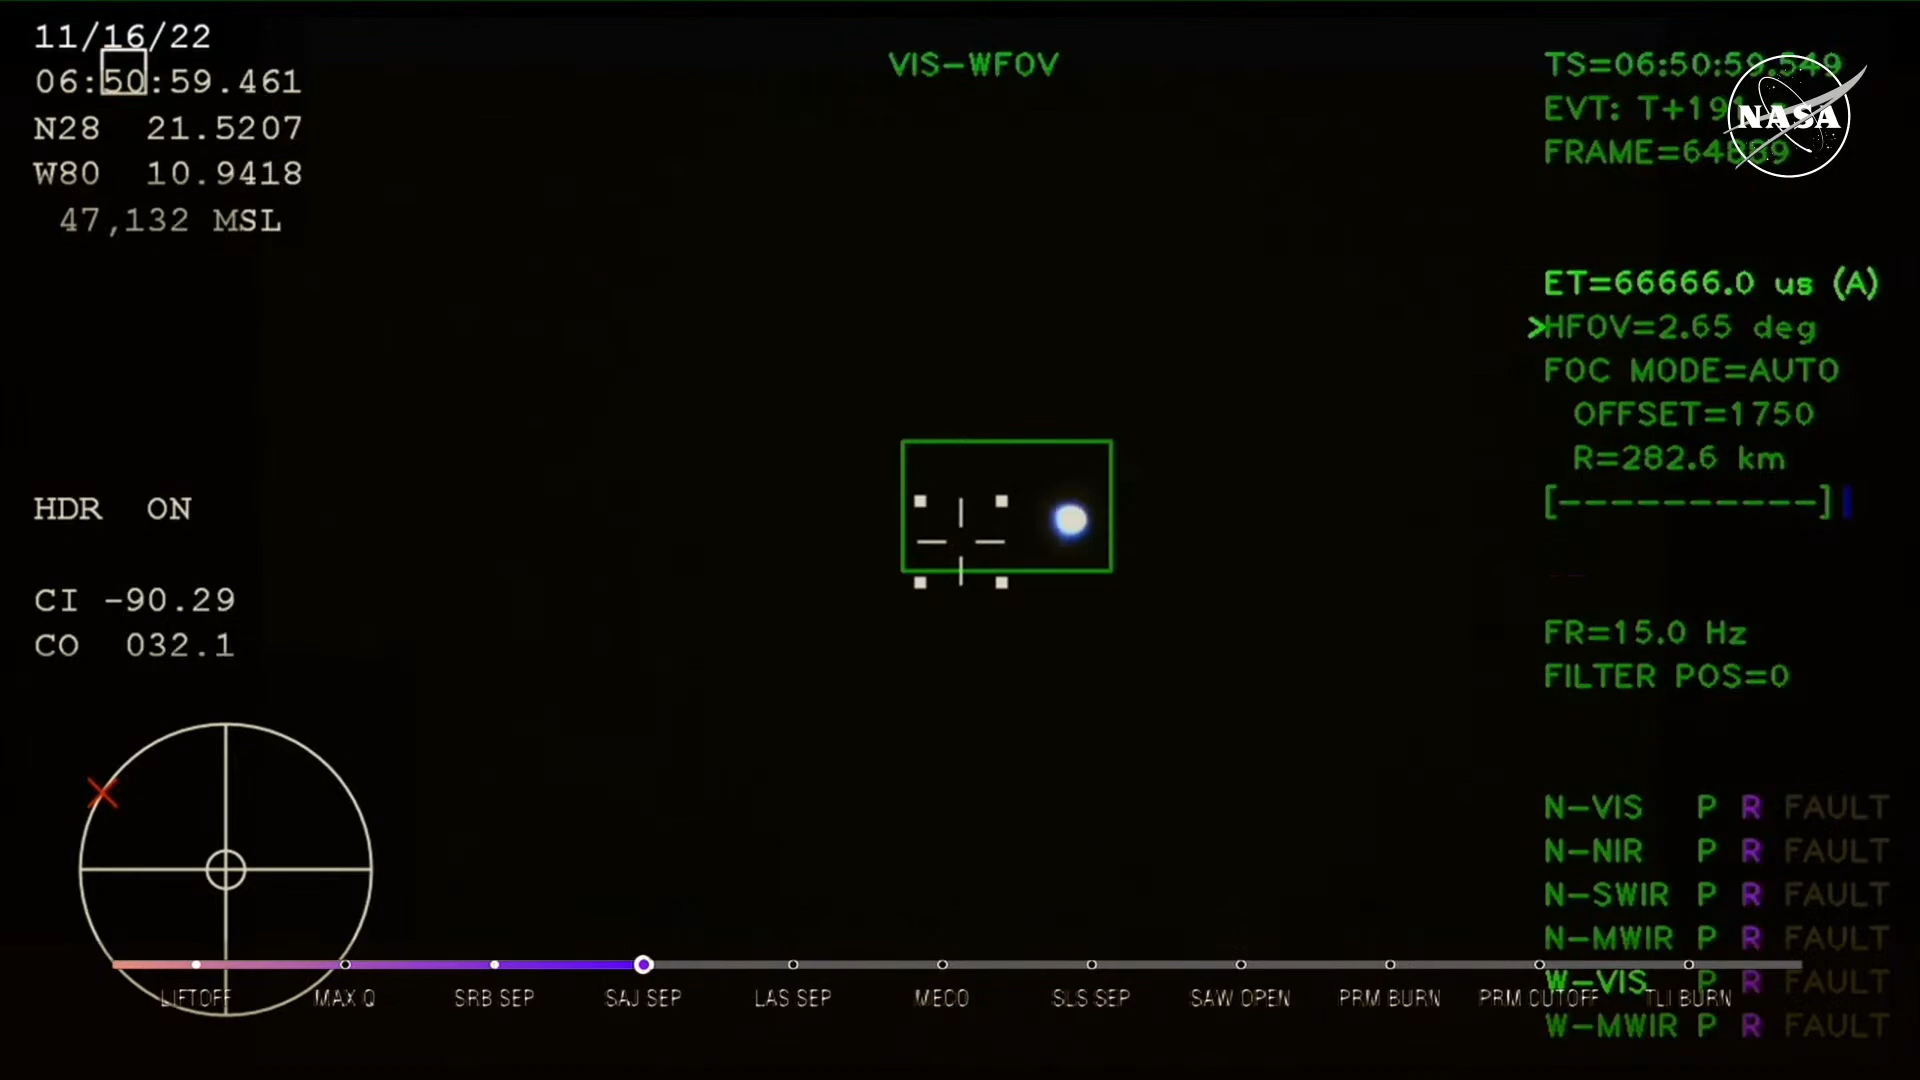 11/16/22
06:50:59.461
N28 21.5207
W80 10.9418
47,132 MSL
HDR ON
CI -90.29
CO 032.1
VIS-WFOV
TS=06:50:59.549
EVT: T+191
NASA
FRAME=64889
ET=66666.0 us (A)
>HFOV=2.65 deg
FOC MODE=AUTO
OFFSET=1750
R=282.6 km
[----------]
FR=15.0 Hz
FILTER POS=0
N-VIS P R FAULT
N-NIR P R FAULT
N-SWIR P R FAULT
N-MWIR P R FAULT
W-VIS P R FAULT
W-MWIR P R FAULT
LIFTOFF MAX Q SRB SEP SAJ SEP LAS SEP MECO SLS SEP SAW OPEN PRM BURN PRM CUTOFF TLI BURN